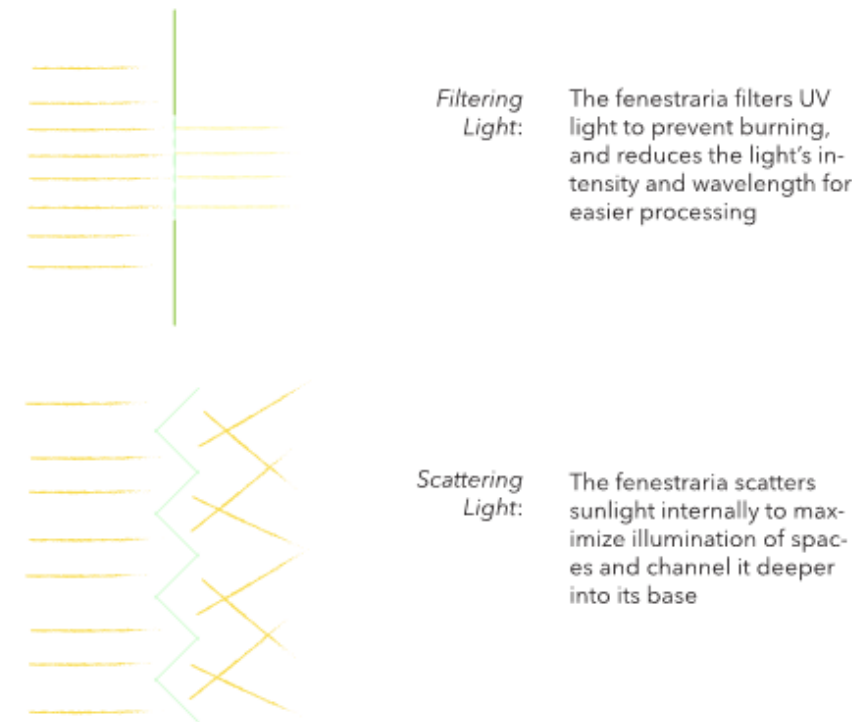 Filtering
Light:
The fenestraria filters UV
light to prevent burning,
and reduces the light's in-
tensity and wavelength for
easier processing
Scattering
Light:
The fenestraria scatters
sunlight internally to max-
imize illumination of spac-
es and channel it deeper
into its base